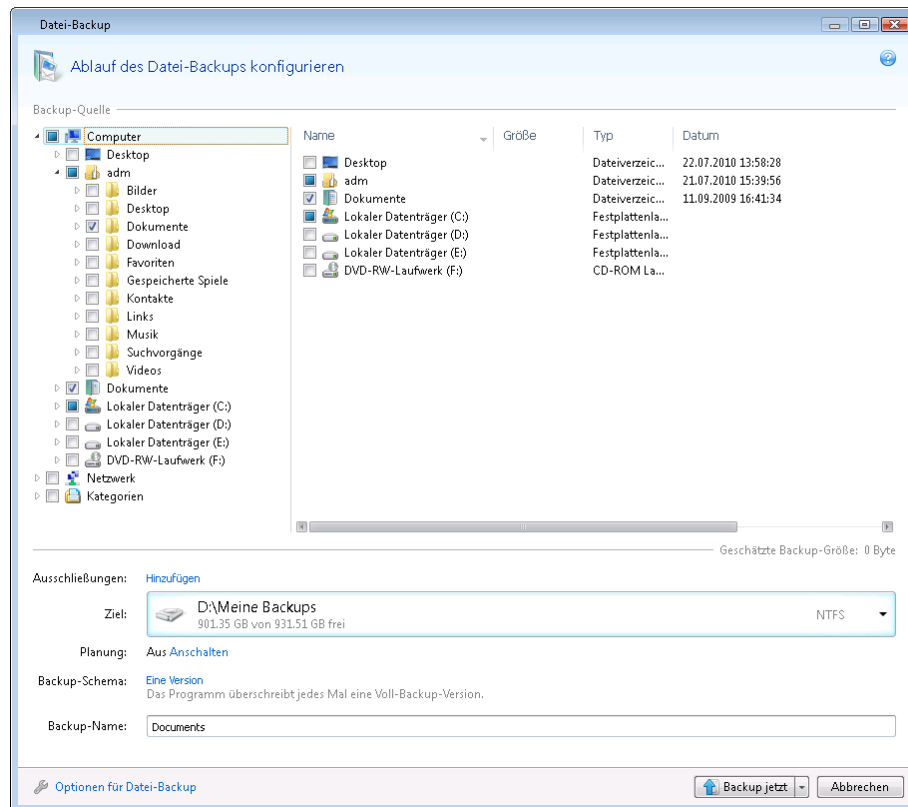 Datei-Backup
Ablauf des Datei-Backups konfigurieren
Backup-Quelle
Computer
Desktop
adm
Bilder
Desktop
Dokumente
Download
Favoriten
Gespeicherte Spiele
Kontakte
Links
Musik
Suchvorgänge
Videos
Dokumente
Lokaler Datenträger (C:)
Lokaler Datenträger (D:)
Lokaler Datenträger (E:)
DVD-RW-Laufwerk (F:)
Netzwerk
Kategorien
Name Größe Typ Datum
Desktop Dateiverzeic... 22.07.2010 13:58:28
adm Dateiverzeic... 21.07.2010 15:39:56
Dokumente Dateiverzeic... 11.09.2009 16:41:34
Lokaler Datenträger (C:) Festplattenla...
Lokaler Datenträger (D:) Festplattenla...
Lokaler Datenträger (E:) Festplattenla...
DVD-RW-Laufwerk (F:) CD-ROM La...
Geschätzte Backup-Größe: 0 Byte
Ausschließungen: Hinzufügen
Ziel: D:\Meine Backups NTFS
901.35 GB von 931.51 GB frei
Planung: Aus Anschalten
Backup-Schema: Eine Version
Das Programm überschreibt jedes Mal eine Voll-Backup-Version.
Backup-Name: Documents
Optionen für Datei-Backup Backup jetzt Abbrechen